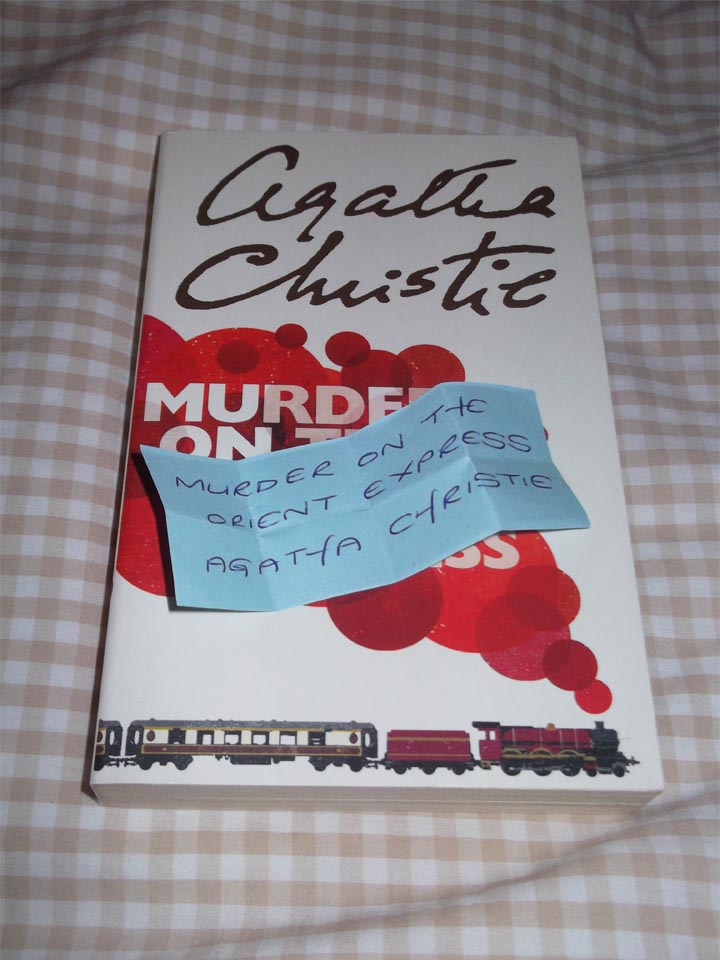 Agatha
Christie
MURDE
ON T
MURDER ON THE
ORIENT EXPRESS
AGATHA CHRISTIE
SS